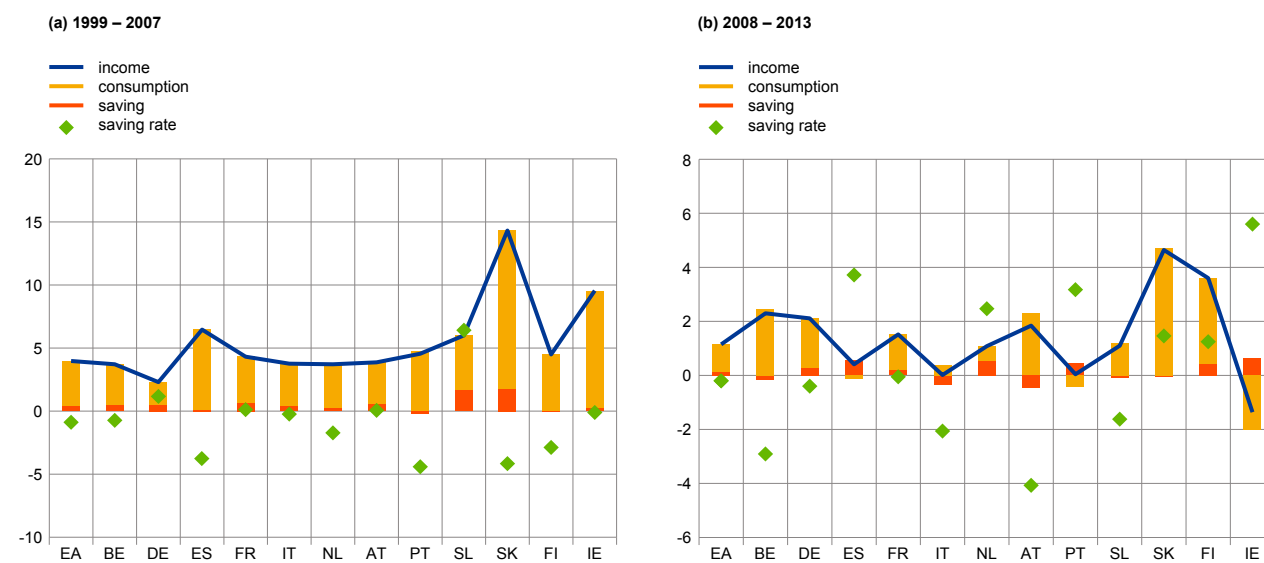 (a) 1999 – 2007
income
consumption
saving
saving rate
20
15
10
5
0
-5
-10
EA BE DE ES FR IT NL AT PT SL SK FI IE
(b) 2008 – 2013
income
consumption
saving
saving rate
8
6
4
2
0
-2
-4
-6
EA BE DE ES FR IT NL AT PT SL SK FI IE